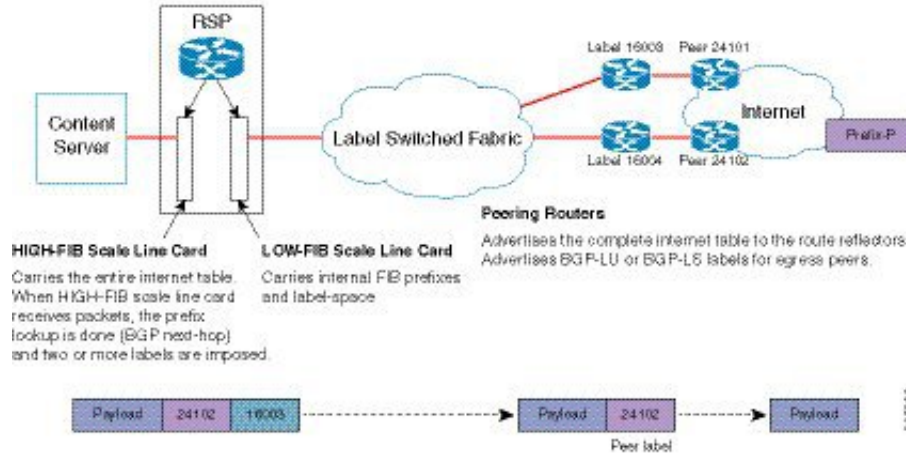 RSP
Label 16003
Peer 24101
Content
Server
Label Switched Fabric
Internet
Prefix-P
Label 16004
Peer 24102
HIGH-FIB Scale Line Card
Carries the entire internet table.
When HIGH-FIB scale line card
receives packets, the prefix
lookup is done (BGP next-hop)
and two or more labels are imposed.
LOW-FIB Scale Line Card
Carries internal FIB prefixes
and label-space
Peering Routers
Advertises the complete internet table to the route reflectors
Advertises BGP-LU or BGP-LS labels for egress peers.
Payload
24102
16003
Payload
24102
Peer label
Payload